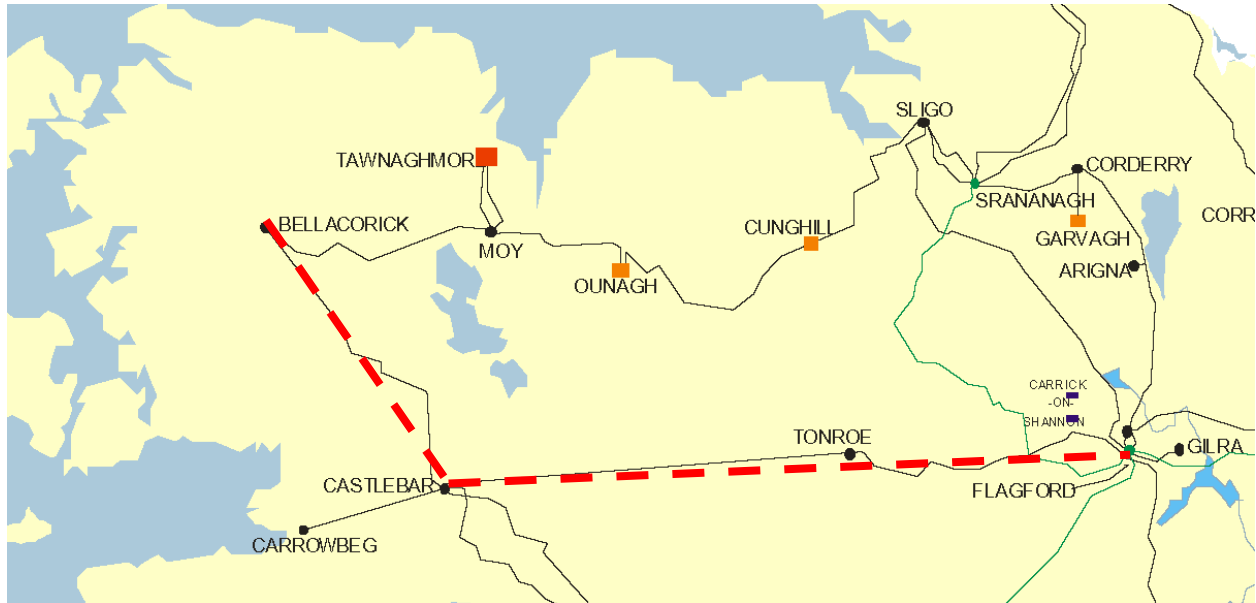 SLIGO
TAWNAGHMOR
CORDERRY
SRANANAGH
BELLACORICK
CUNGHILL
CORR
MOY
GARVAGH
ARIGNA
OUNAGH
CARRICK
-ON-
SHANNON
TONROE
GILRA
CASTLEBAR
FLAGFORD
CARROWBEG